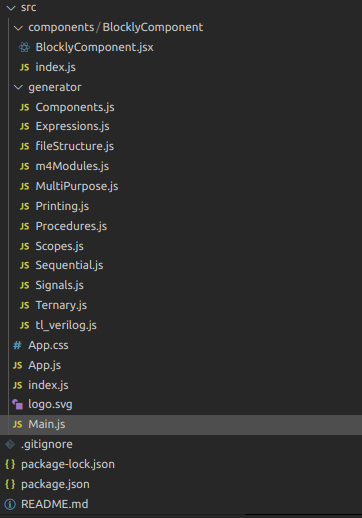 src
components / BlocklyComponent
BlocklyComponent.jsx
JS index.js
generator
JS Components.js
JS Expressions.js
JS fileStructure.js
JS m4Modules.js
JS MultiPurpose.js
JS Printing.js
JS Procedures.js
JS Scopes.js
JS Sequential.js
JS Signals.js
JS Ternary.js
JS tl_verilog.js
# App.css
JS App.js
JS index.js
logo.svg
JS Main.js
.gitignore
{} package-lock.json
{} package.json
README.md